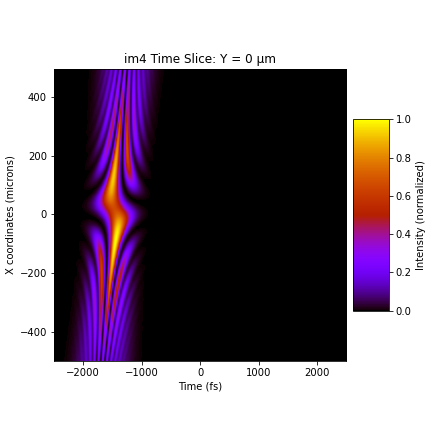 im4 Time Slice: Y = 0 μm
400
200
0
−200
−400
X coordinates (microns)
−2000 −1000 0 1000 2000
Time (fs)
1.0
0.8
0.6
0.4
0.2
0.0
Intensity (normalized)